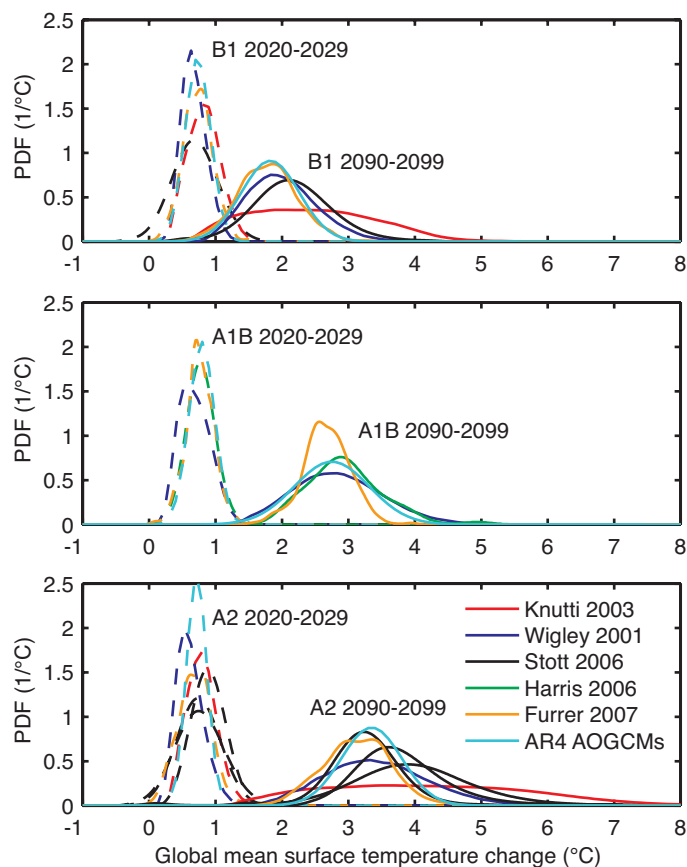 2.5
B1 2020-2029
2
1.5
PDF (1/°C)
1
B1 2090-2099
0.5
0
-1 0 1 2 3 4 5 6 7 8
2.5
A1B 2020-2029
2
1.5
PDF (1/°C)
A1B 2090-2099
1
0.5
0
-1 0 1 2 3 4 5 6 7 8
2.5
A2 2020-2029
Knutti 2003
2
Wigley 2001
Stott 2006
1.5
PDF (1/°C)
Harris 2006
Furrer 2007
1
A2 2090-2099
AR4 AOGCMs
0.5
0
-1 0 1 2 3 4 5 6 7 8
Global mean surface temperature change (°C)